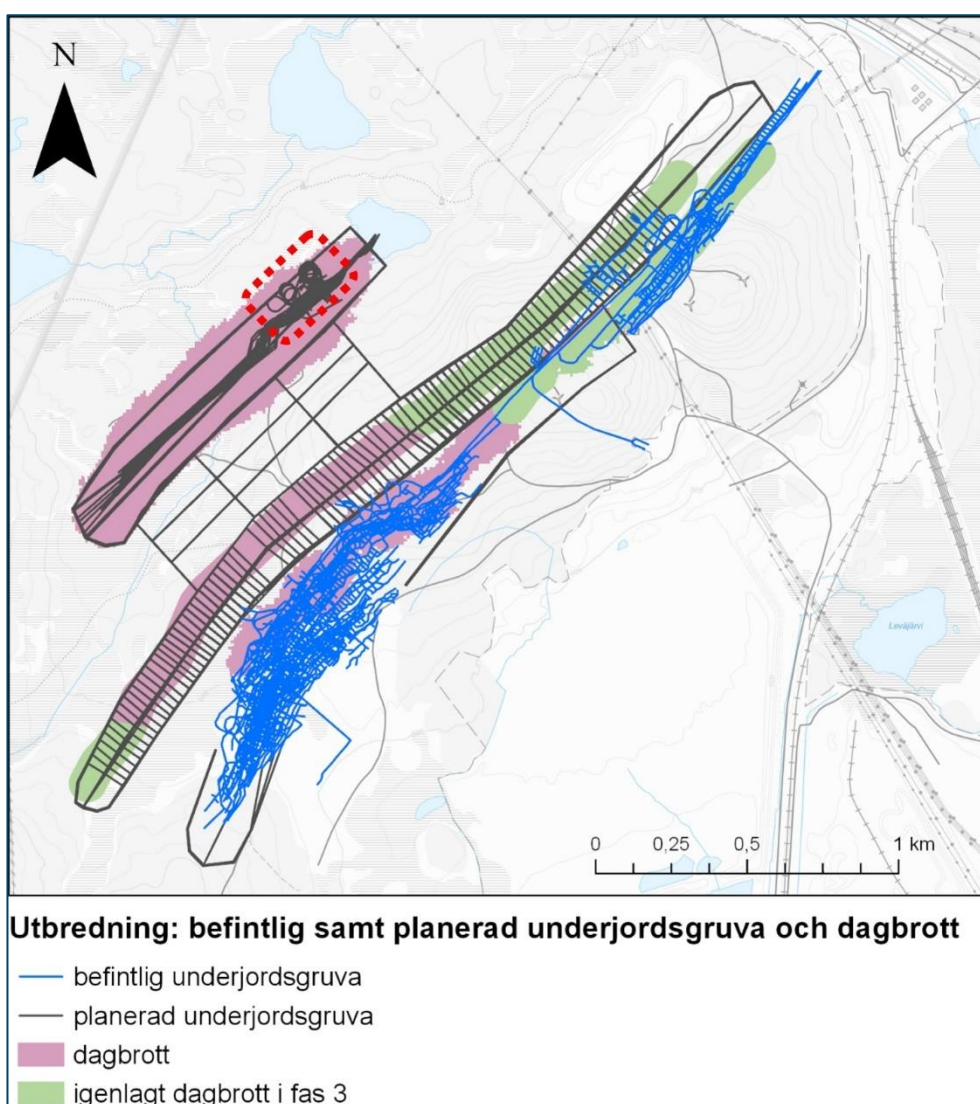 N
Leväjärvi
0 0,25 0,5 1 km
Utbredning: befintlig samt planerad underjordsgruva och dagbrott
befintlig underjordsgruva
planerad underjordsgruva
dagbrott
igenlagt dagbrott i fas 3